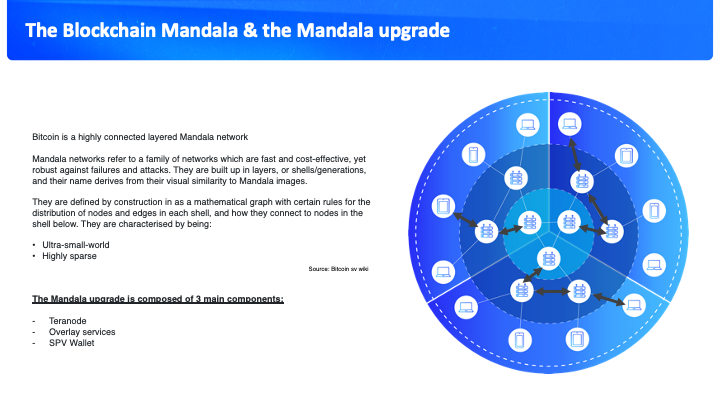 The Blockchain Mandala & the Mandala upgrade
Bitcoin is a highly connected layered Mandala network
Mandala networks refer to a family of networks which are fast and cost-effective, yet
robust against failures and attacks. They are built up in layers, or shells/generations,
and their name derives from their visual similarity to Mandala images.
They are defined by construction in as a mathematical graph with certain rules for the
distribution of nodes and edges in each shell, and how they connect to nodes in the
shell below. They are characterised by being:
• Ultra-small-world
• Highly sparse
Source: Bitcoin sv wiki
The Mandala upgrade is composed of 3 main components:
- Teranode
- Overlay services
- SPV Wallet